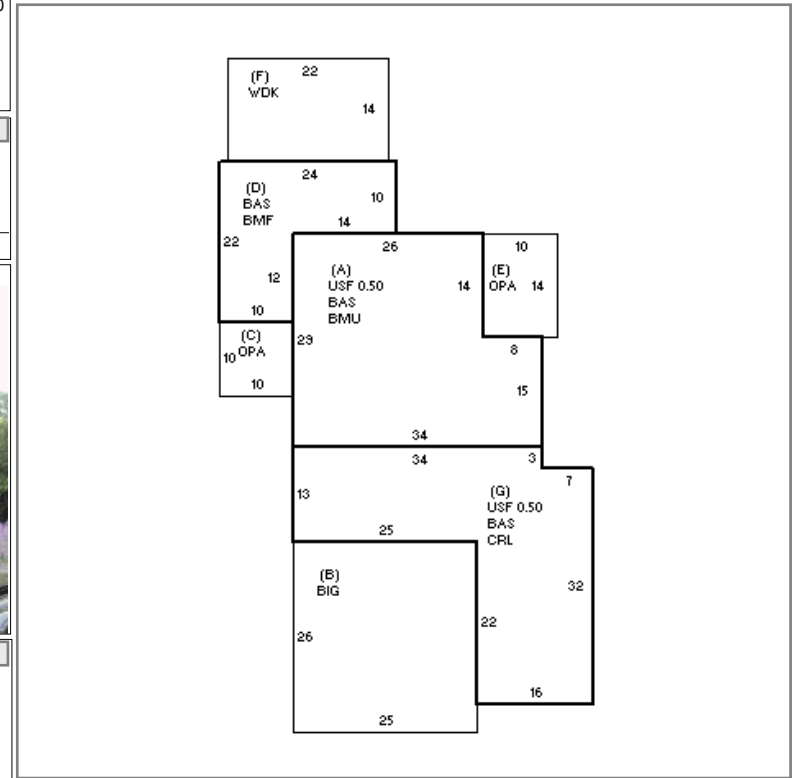 22
(F)
WDK
14
24
(D)
BAS
BMF
10
14
22
12
10
26
(A)
USF 0.50
BAS
BMU
14
10
(E)
OPA 14
(C)
OPA
10
10
29
8
15
34
34
3
7
13
(G)
USF 0.50
BAS
CRL
25
(B)
BIG
32
22
26
16
25